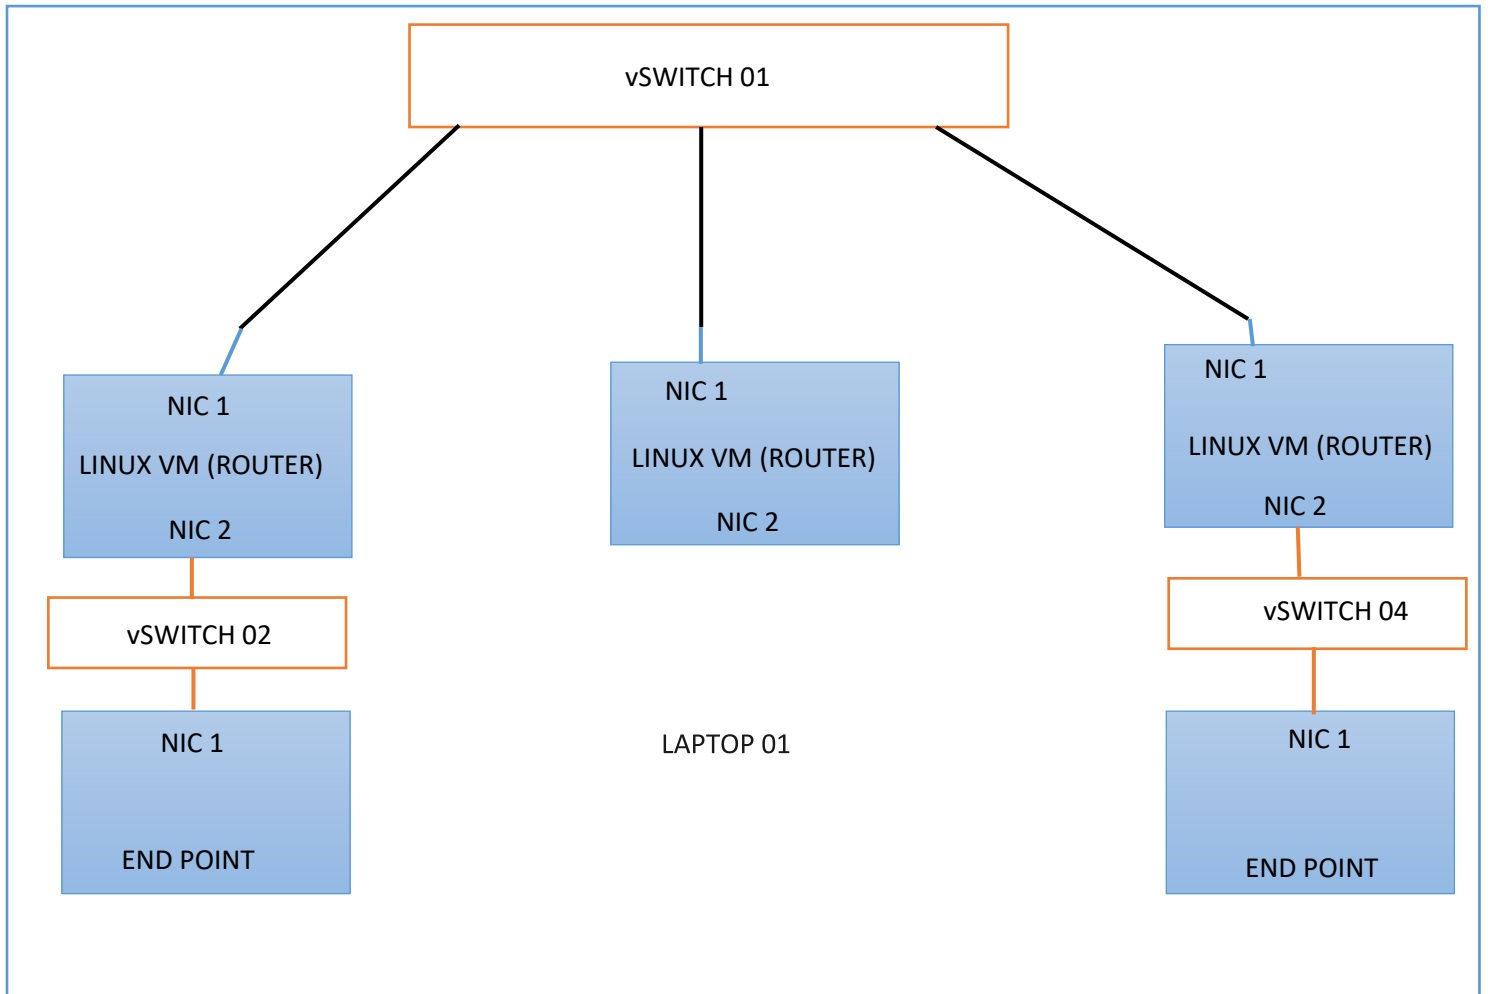 vSWITCH 01
NIC 1
LINUX VM (ROUTER)
NIC 2
NIC 1
LINUX VM (ROUTER)
NIC 2
NIC 1
LINUX VM (ROUTER)
NIC 2
vSWITCH 02
vSWITCH 04
NIC 1
END POINT
LAPTOP 01
NIC 1
END POINT